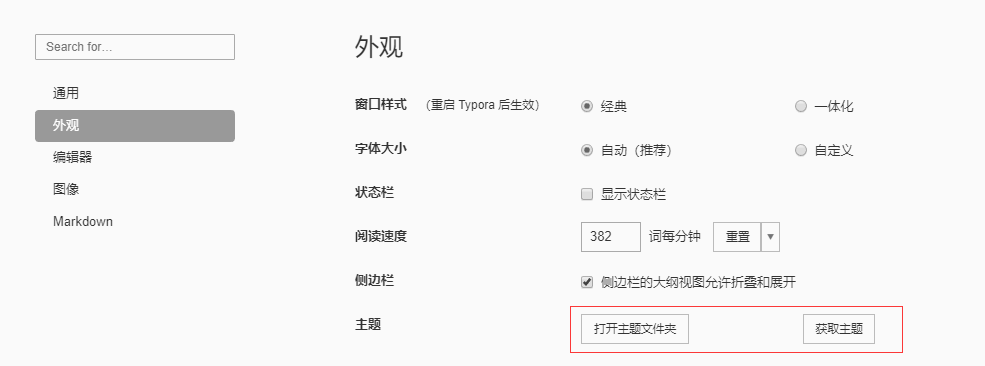 Search for...
通用
外观
编辑器
图像
Markdown
外观
窗口样式 （重启 Typora 后生效） 经典 一体化
字体大小 自动（推荐） 自定义
状态栏 显示状态栏
阅读速度 382 词每分钟 重置
侧边栏 侧边栏的大纲视图允许折叠和展开
主题 打开主题文件夹 获取主题